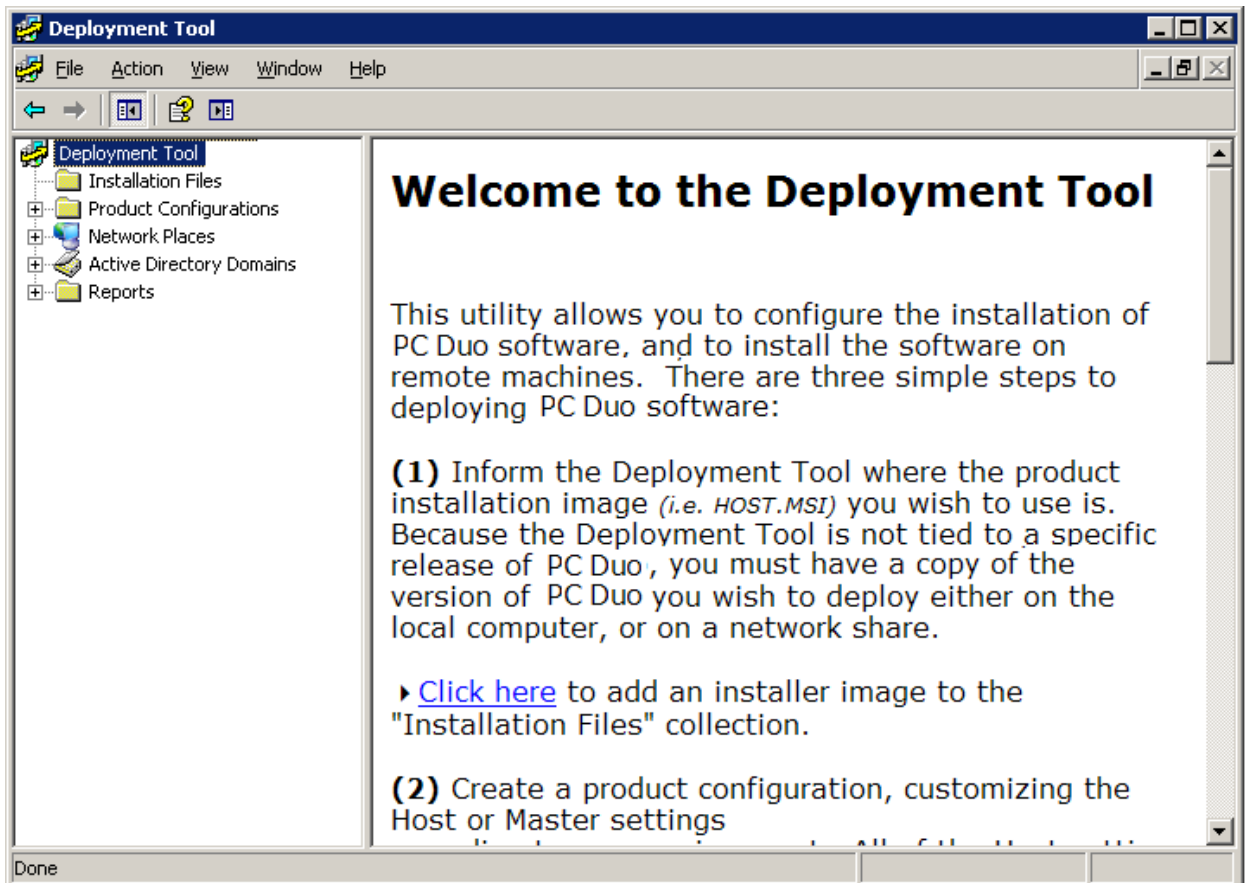 Deployment Tool
File Action View Window Help
Deployment Tool
Installation Files
Product Configurations
Network Places
Active Directory Domains
Reports
Welcome to the Deployment Tool
This utility allows you to configure the installation of
PC Duo software, and to install the software on
remote machines. There are three simple steps to
deploying PC Duo software:
(1) Inform the Deployment Tool where the product
installation image (i.e. HOST.MSI) you wish to use is.
Because the Deployment Tool is not tied to a specific
release of PC Duo, you must have a copy of the
version of PC Duo you wish to deploy either on the
local computer, or on a network share.
Click here to add an installer image to the
"Installation Files" collection.
(2) Create a product configuration, customizing the
Host or Master settings
Done